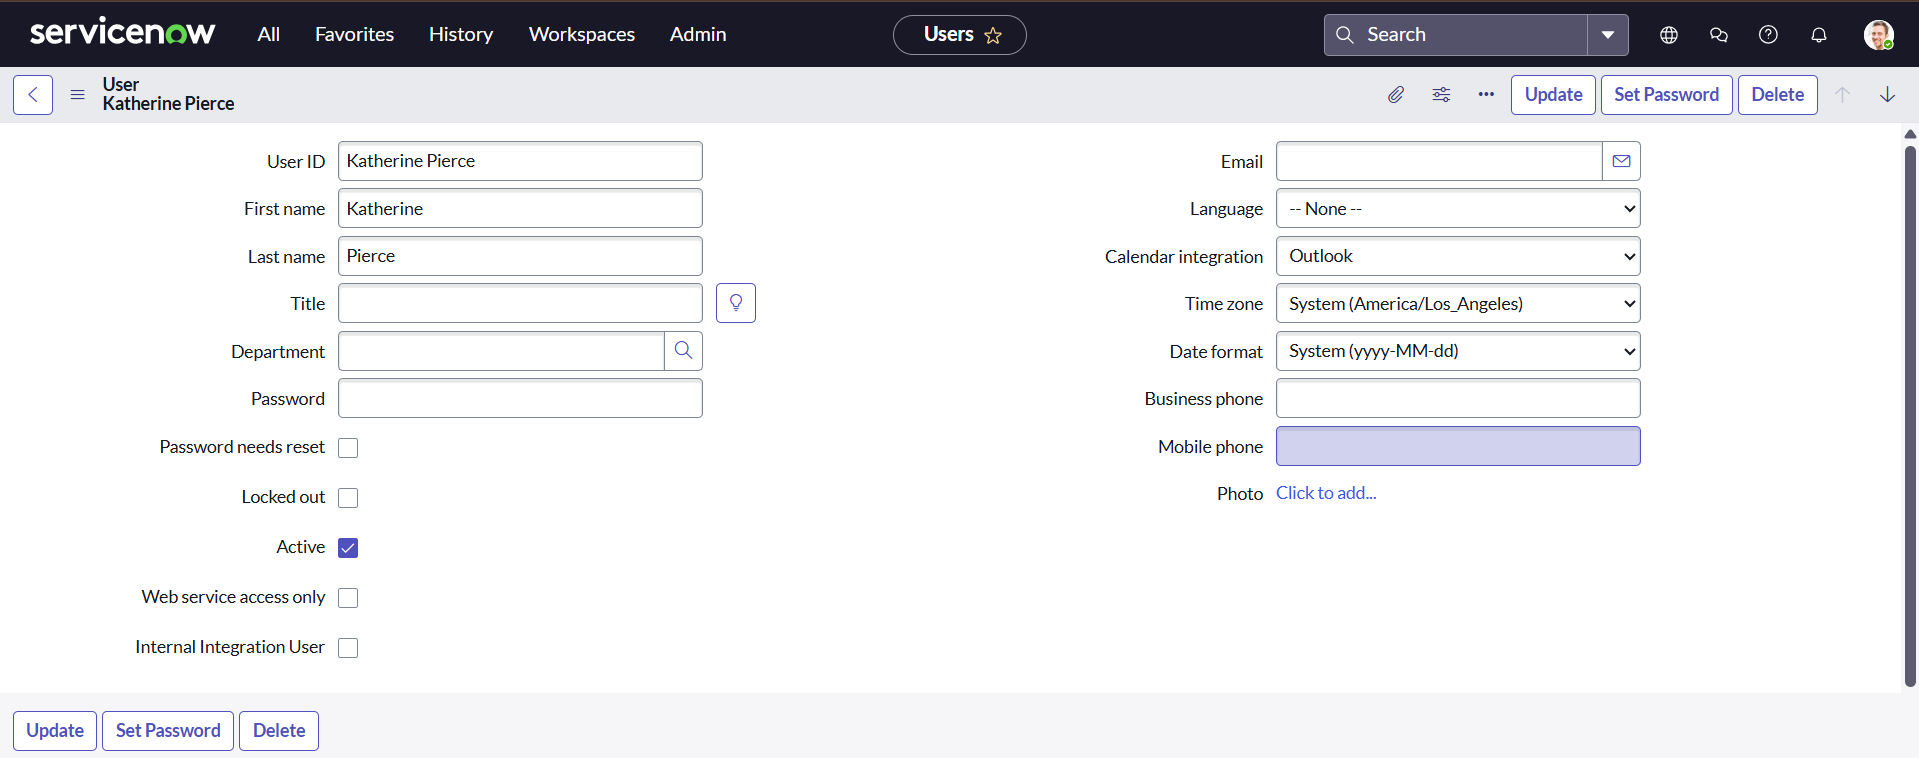 servicenow All Favorites History Workspaces Admin Users Search
User
Katherine Pierce
Update Set Password Delete
User ID Katherine Pierce
First name Katherine
Last name Pierce
Title
Department
Password
Password needs reset
Locked out
Active
Web service access only
Internal Integration User
Email
Language -- None --
Calendar integration Outlook
Time zone System (America/Los_Angeles)
Date format System (yyyy-MM-dd)
Business phone
Mobile phone
Photo Click to add...
Update Set Password Delete